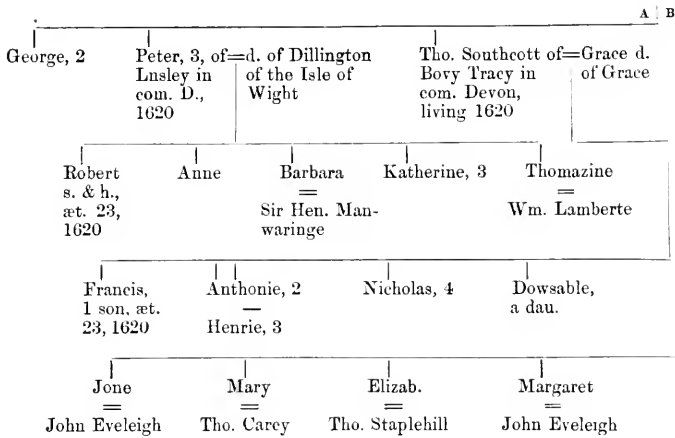 A B
George, 2
Peter, 3, of=d. of Dillington
Lnsley in of the Isle of
com. D., Wight
1620
Tho. Southcott of=Grace d.
Bovy Tracy in of Grace
com. Devon,
living 1620
Robert
s. & h.,
æt. 23,
1620
Anne
Barbara
=
Sir Hen. Man-
waringe
Katherine, 3
Thomazine
=
Wm. Lamberte
Francis,
1 son, æt.
23, 1620
Anthonie, 2
—
Henrie, 3
Nicholas, 4
Dowsable,
a dau.
Jone
=
John Eveleigh
Mary
=
Tho. Carey
Elizab.
=
Tho. Staplehill
Margaret
=
John Eveleigh